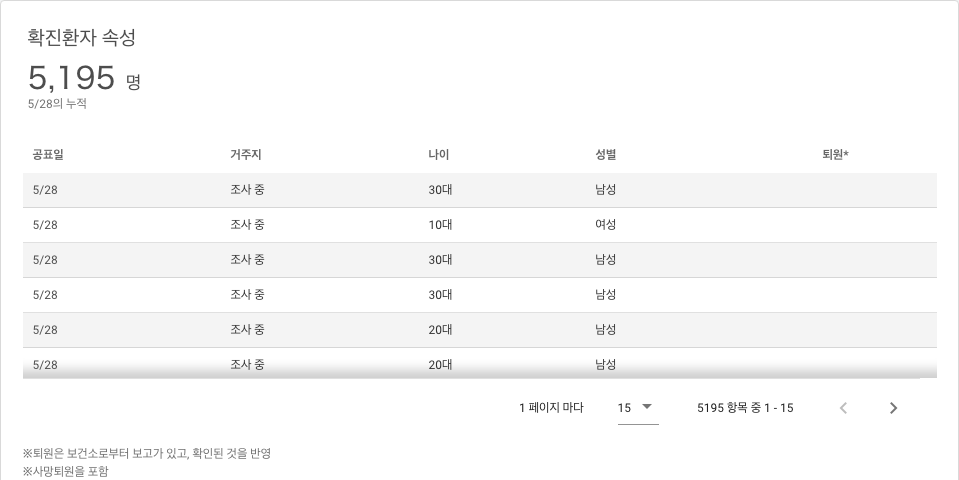 확진환자 속성
5,195 명
5/28의 누적
공표일 거주지 나이 성별 퇴원*
5/28 조사 중 30대 남성
5/28 조사 중 10대 여성
5/28 조사 중 30대 남성
5/28 조사 중 30대 남성
5/28 조사 중 20대 남성
5/28 조사 중 20대 남성
1 페이지 마다 15 5195 항목 중 1 - 15
※퇴원은 보건소로부터 보고가 있고, 확인된 것을 반영
※사망퇴원을 포함